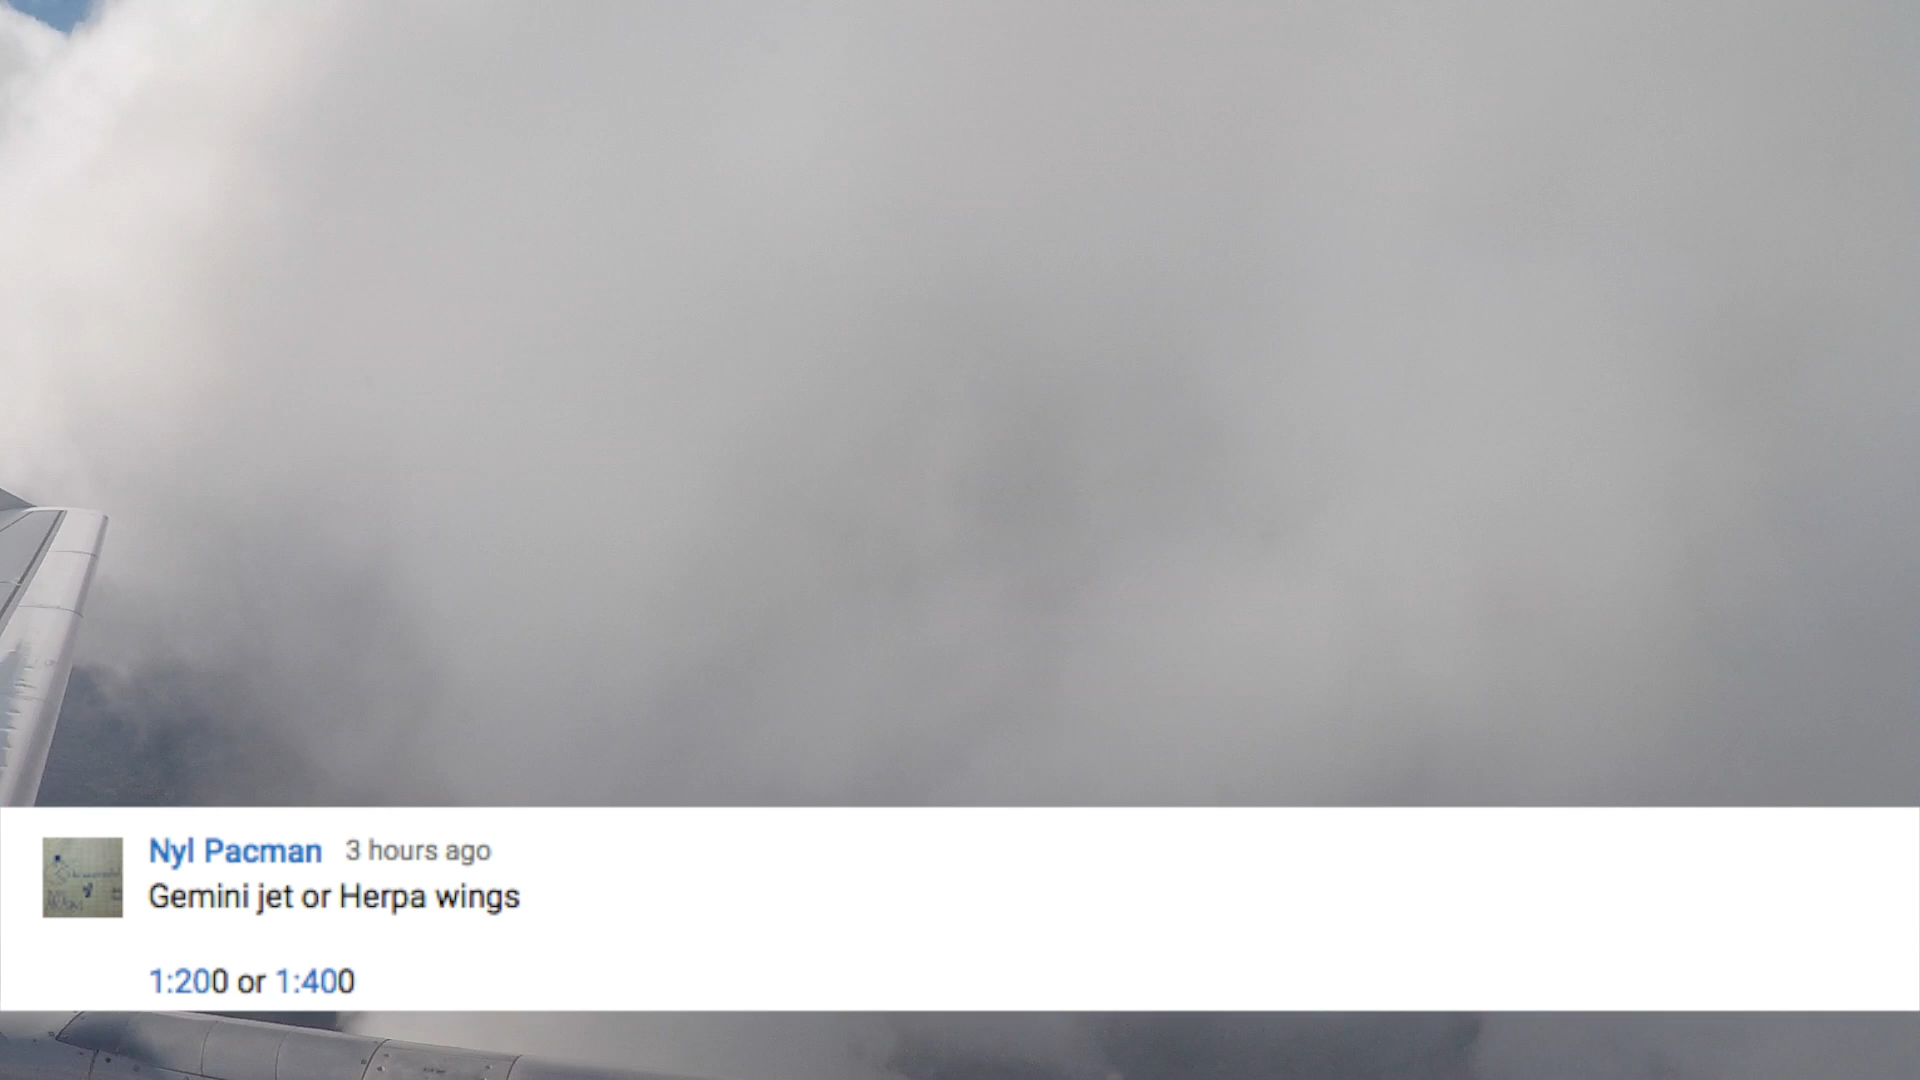 Nyl Pacman 3 hours ago
Gemini jet or Herpa wings
1:200 or 1:400